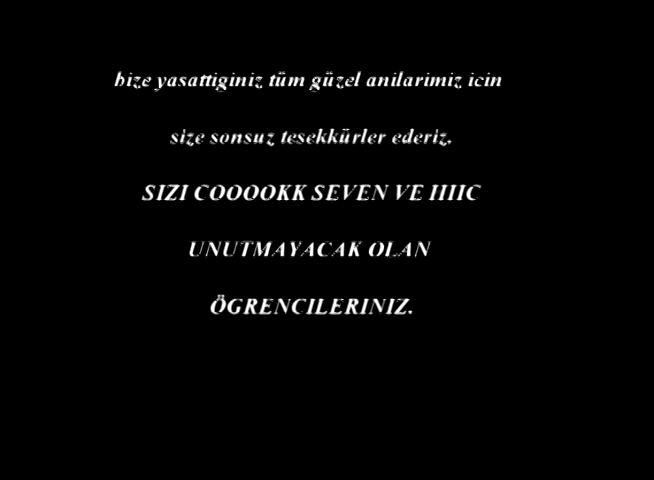 bize yasattiginiz tüm güzel anilarimiz icin
size sonsuz tesekkürler ederiz.
SIZI COOOOKK SEVEN VE HIIC
UNUTMAYACAK OLAN
ÖGRENCILERINIZ.